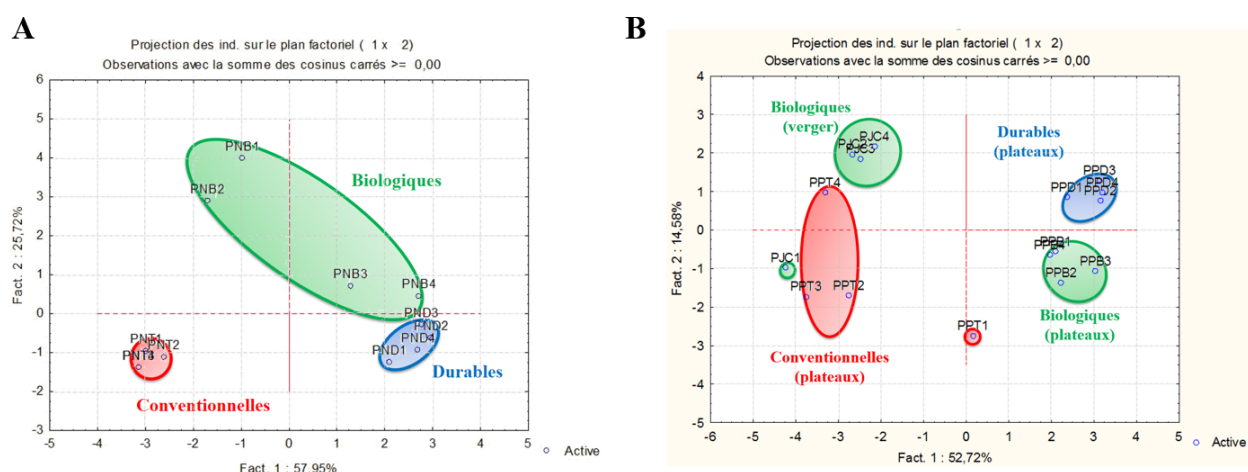 A
Projection des ind. sur le plan factoriel ( 1 x 2)
Observations avec la somme des cosinus carrés >= 0,00
6
5
4
3
2
1
0
-1
-2
-3
Fact. 2 : 25,72%
PNB1
PNB2
Biologiques
PNB3
PNB4
PND3
PND2
PND4
PND1
PNT1
PNT2
Durables
Conventionnelles
-5 -4 -3 -2 -1 0 1 2 3 4 5
Fact. 1 : 57,95%
Active
B
Projection des ind. sur le plan factoriel ( 1 x 2)
Observations avec la somme des cosinus carrés >= 0,00
4
3
2
1
0
-1
-2
-3
-4
-5
Fact. 2 : 14,58%
Biologiques
(verger)
PJC4
PJC3
Durables
(plateaux)
PPD3
PPD1
PPD4
PPD2
PPT4
PJC1
PPT3
PPT2
PPB1
PPB3
PPB2
PPT1
Biologiques
(plateaux)
Conventionnelles
(plateaux)
-6 -5 -4 -3 -2 -1 0 1 2 3 4 5
Fact. 1 : 52,72%
Active